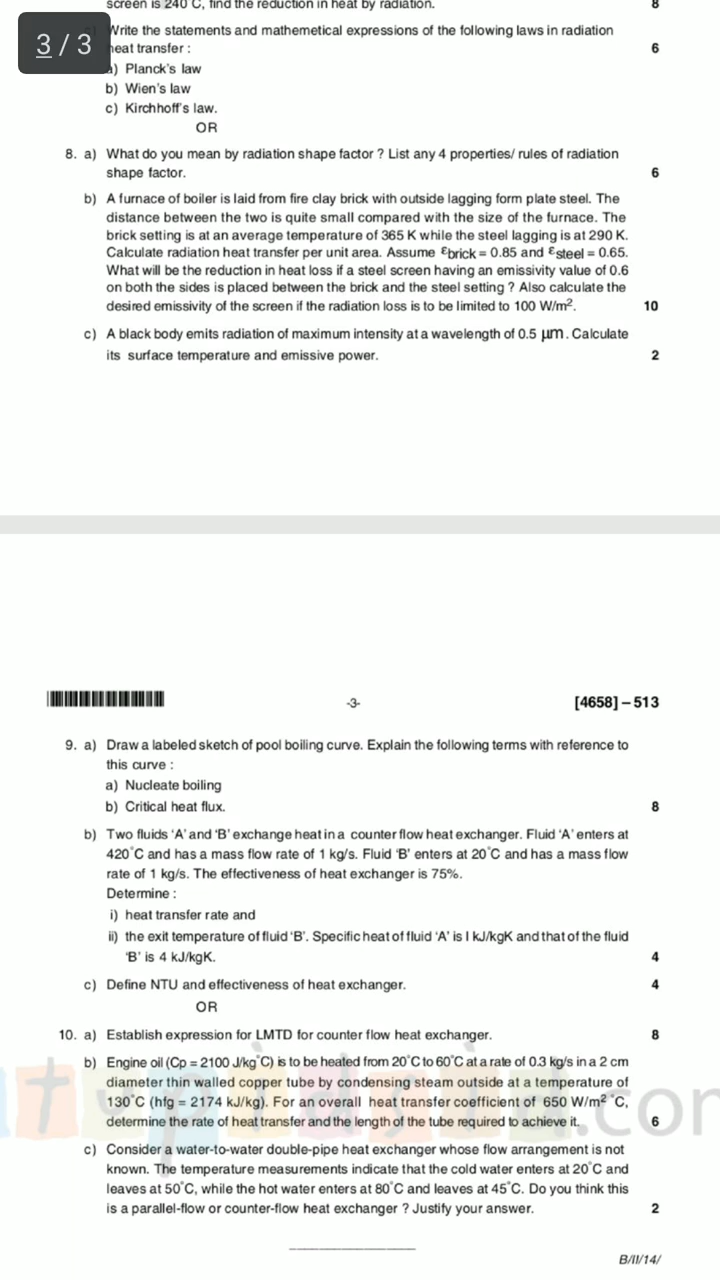 screen is 240°C, find the reduction in heat by radiation. 8
3 / 3
Write the statements and mathemetical expressions of the following laws in radiation
heat transfer : 6
a) Planck's law
b) Wien's law
c) Kirchhoff's law.
OR
8. a) What do you mean by radiation shape factor ? List any 4 properties/ rules of radiation
shape factor. 6
b) A furnace of boiler is laid from fire clay brick with outside lagging form plate steel. The
distance between the two is quite small compared with the size of the furnace. The
brick setting is at an average temperature of 365 K while the steel lagging is at 290 K.
Calculate radiation heat transfer per unit area. Assume εbrick = 0.85 and εsteel = 0.65.
What will be the reduction in heat loss if a steel screen having an emissivity value of 0.6
on both the sides is placed between the brick and the steel setting ? Also calculate the
desired emissivity of the screen if the radiation loss is to be limited to 100 W/m². 10
c) A black body emits radiation of maximum intensity at a wavelength of 0.5 μm. Calculate
its surface temperature and emissive power. 2
-3- [4658] – 513
9. a) Draw a labeled sketch of pool boiling curve. Explain the following terms with reference to
this curve :
a) Nucleate boiling
b) Critical heat flux. 8
b) Two fluids 'A' and 'B' exchange heat in a counter flow heat exchanger. Fluid 'A' enters at
420°C and has a mass flow rate of 1 kg/s. Fluid 'B' enters at 20°C and has a mass flow
rate of 1 kg/s. The effectiveness of heat exchanger is 75%.
Determine :
i) heat transfer rate and
ii) the exit temperature of fluid 'B'. Specific heat of fluid 'A' is l kJ/kgK and that of the fluid
'B' is 4 kJ/kgK. 4
c) Define NTU and effectiveness of heat exchanger. 4
OR
10. a) Establish expression for LMTD for counter flow heat exchanger. 8
b) Engine oil (Cp = 2100 J/kg°C) is to be heated from 20°C to 60°C at a rate of 0.3 kg/s in a 2 cm
diameter thin walled copper tube by condensing steam outside at a temperature of
130°C (hfg = 2174 kJ/kg). For an overall heat transfer coefficient of 650 W/m² °C,
determine the rate of heat transfer and the length of the tube required to achieve it. 6
c) Consider a water-to-water double-pipe heat exchanger whose flow arrangement is not
known. The temperature measurements indicate that the cold water enters at 20°C and
leaves at 50°C, while the hot water enters at 80°C and leaves at 45°C. Do you think this
is a parallel-flow or counter-flow heat exchanger ? Justify your answer. 2
B/II/14/